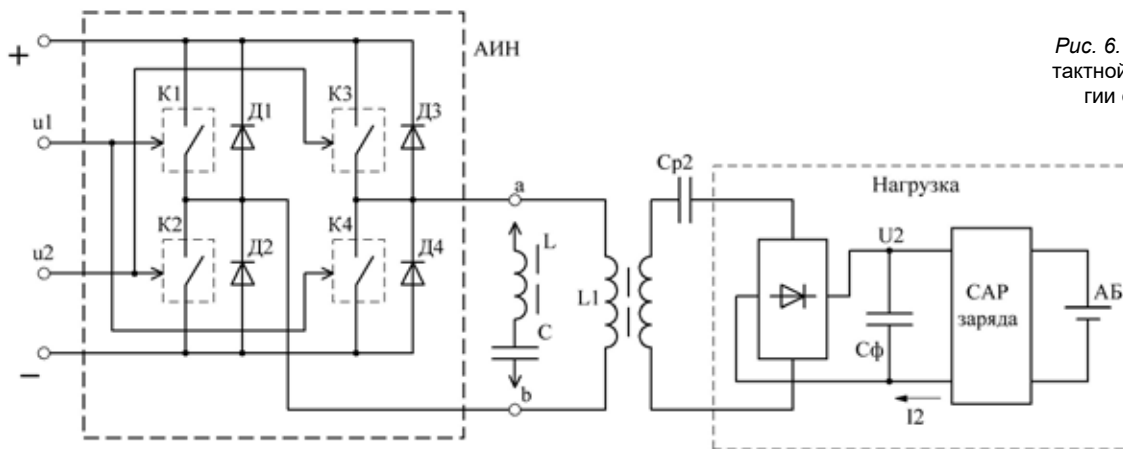 +
u1
u2
−
АИН
К1
Д1
К3
Д3
К2
Д2
К4
Д4
a
L
C
b
L1
Ср2
Нагрузка
U2
Сф
I2
САР
заряда
АБ
Рис. 6.
тактной
гии